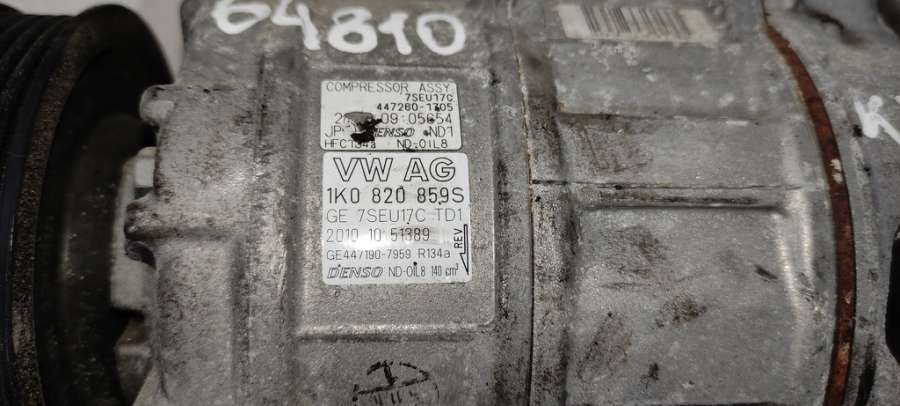 64810
COMPRESSOR ASSY
7SEU17C
447260-1705
09 05654
JP DENSO ND1
HFC134a ND-OIL8
VW AG
1K0 820 859S
GE 7SEU17C TD1
2010 10 51389
GE447190-7959 R134a
REV
DENSO ND-OIL8 140 cm³
K